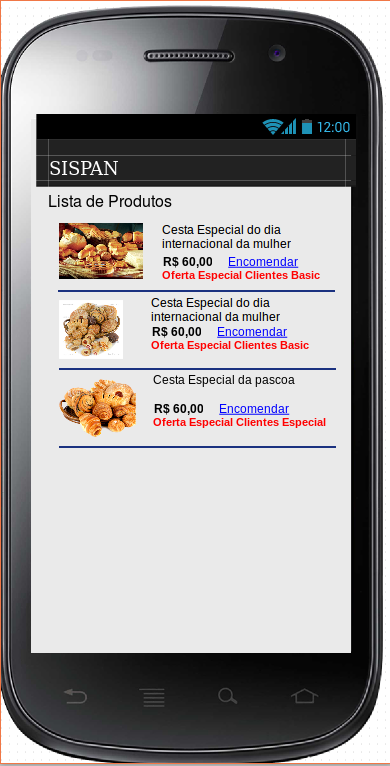 12:00
SISPAN
Lista de Produtos
Cesta Especial do dia
internacional da mulher
R$ 60,00 Encomendar
Oferta Especial Clientes Basic
Cesta Especial do dia
internacional da mulher
R$ 60,00 Encomendar
Oferta Especial Clientes Basic
Cesta Especial da pascoa
R$ 60,00 Encomendar
Oferta Especial Clientes Especial